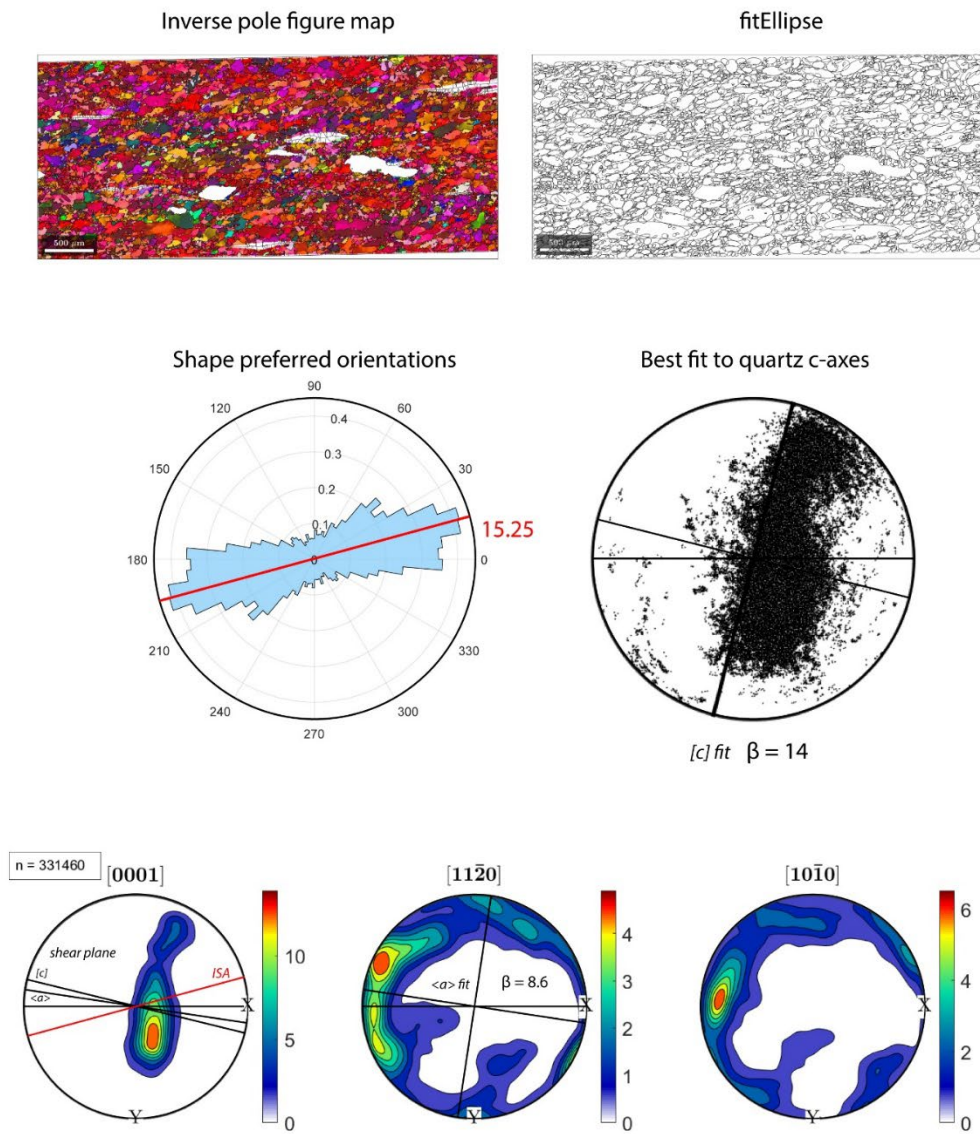 Inverse pole figure map
fitEllipse
500 μm
500 μm
Shape preferred orientations
Best fit to quartz c-axes
90
120
60
0.4
0.3
150
30
0.2
0.1
15.25
180
0
0
210
330
240
300
270
[c] fit β = 14
n = 331460
[0001]
[112̄0]
[101̄0]
shear plane
[c]
ISA
<a>
X
Y
10
5
0
<a> fit
β = 8.6
X
Y
4
3
2
1
0
X
Y
6
4
2
0